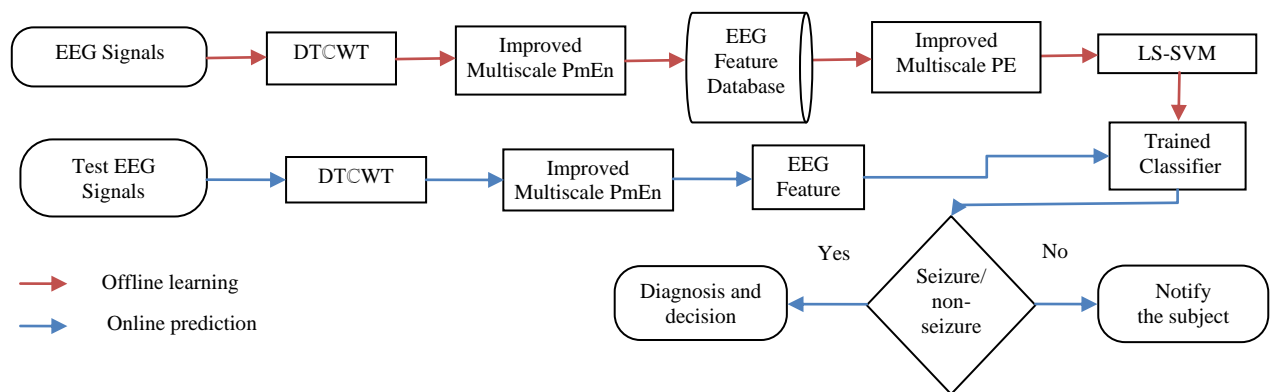 EEG Signals
DTℂWT
Improved
Multiscale PmEn
EEG
Feature
Database
Improved
Multiscale PE
LS-SVM
Test EEG
Signals
DTℂWT
Improved
Multiscale PmEn
EEG
Feature
Trained
Classifier
Yes
No
Seizure/
non-
seizure
Diagnosis and
decision
Notify
the subject
Offline learning
Online prediction